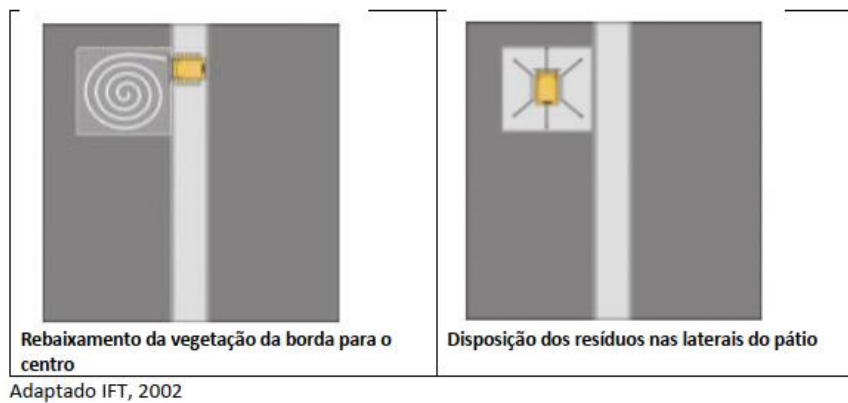 Rebaixamento da vegetação da borda para o
centro
Disposição dos resíduos nas laterais do pátio
Adaptado IFT, 2002